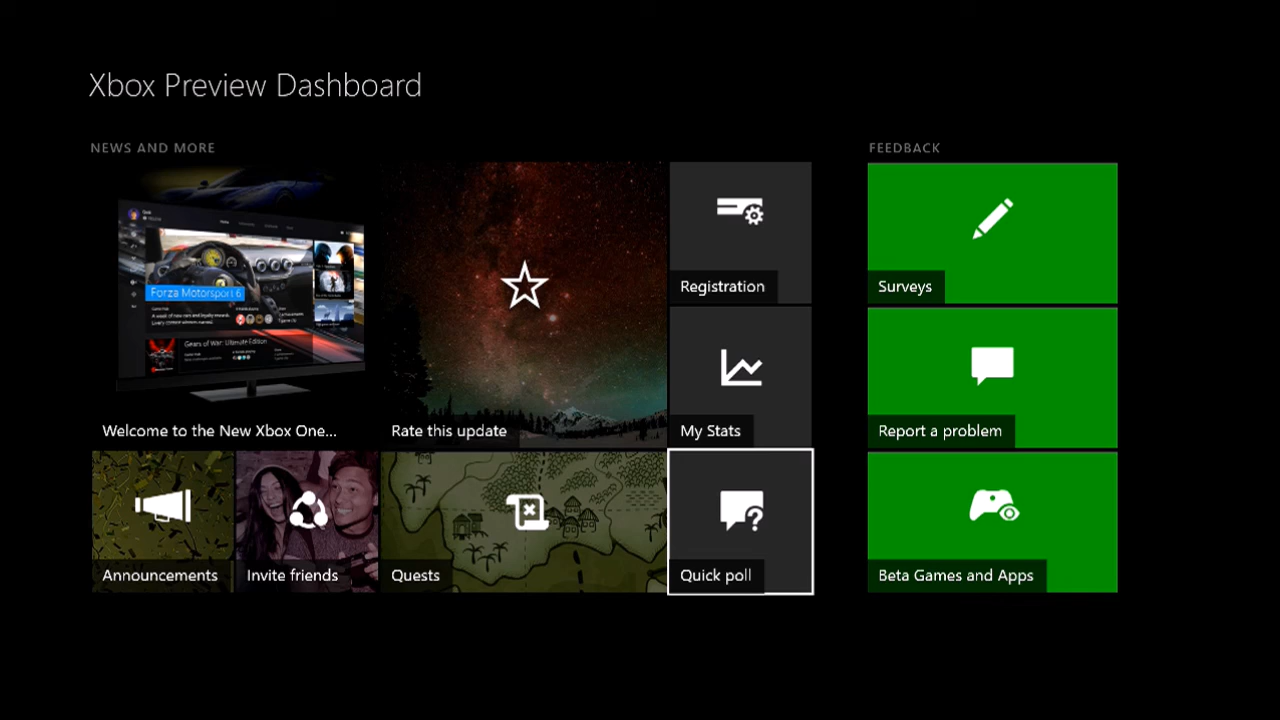 Xbox Preview Dashboard
NEWS AND MORE
FEEDBACK
Home
Forza Motorsport 6
Gears of War: Ultimate Edition
Welcome to the New Xbox One...
Rate this update
Registration
My Stats
Announcements
Invite friends
Quests
Quick poll
Surveys
Report a problem
Beta Games and Apps